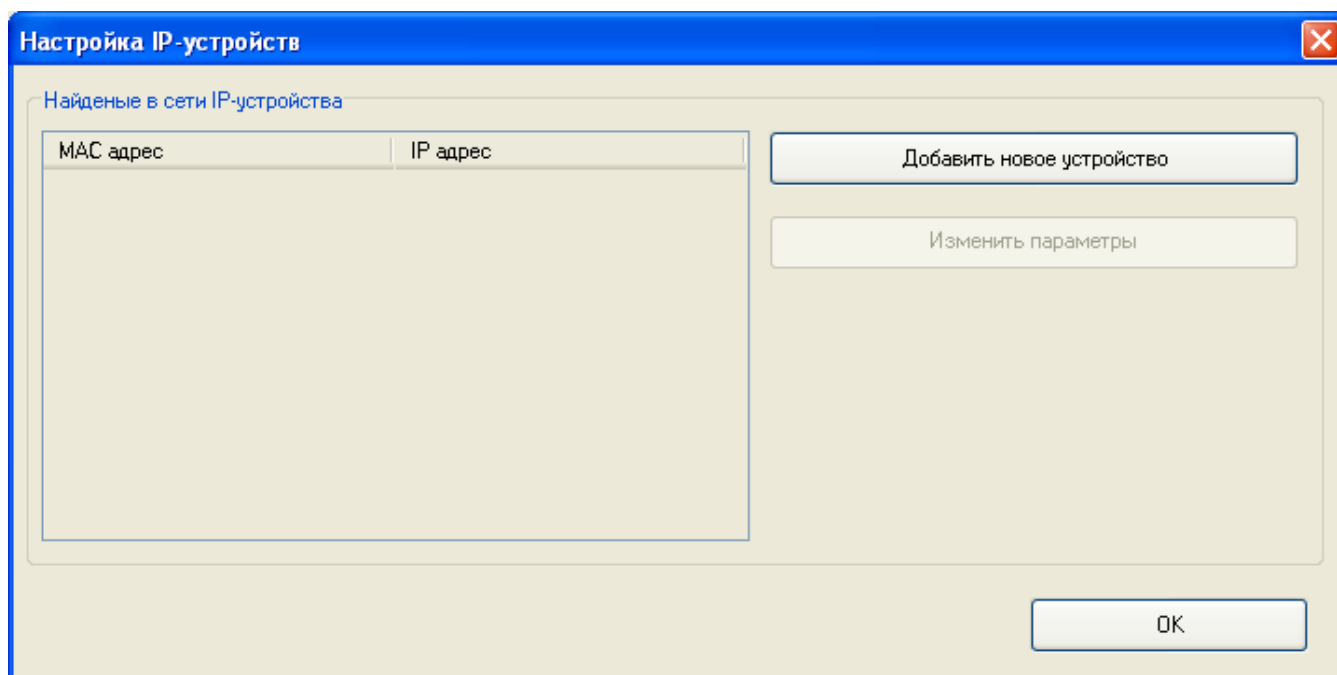 Настройка IP-устройств
Найденые в сети IP-устройства
MAC адрес IP адрес
Добавить новое устройство
Изменить параметры
OK